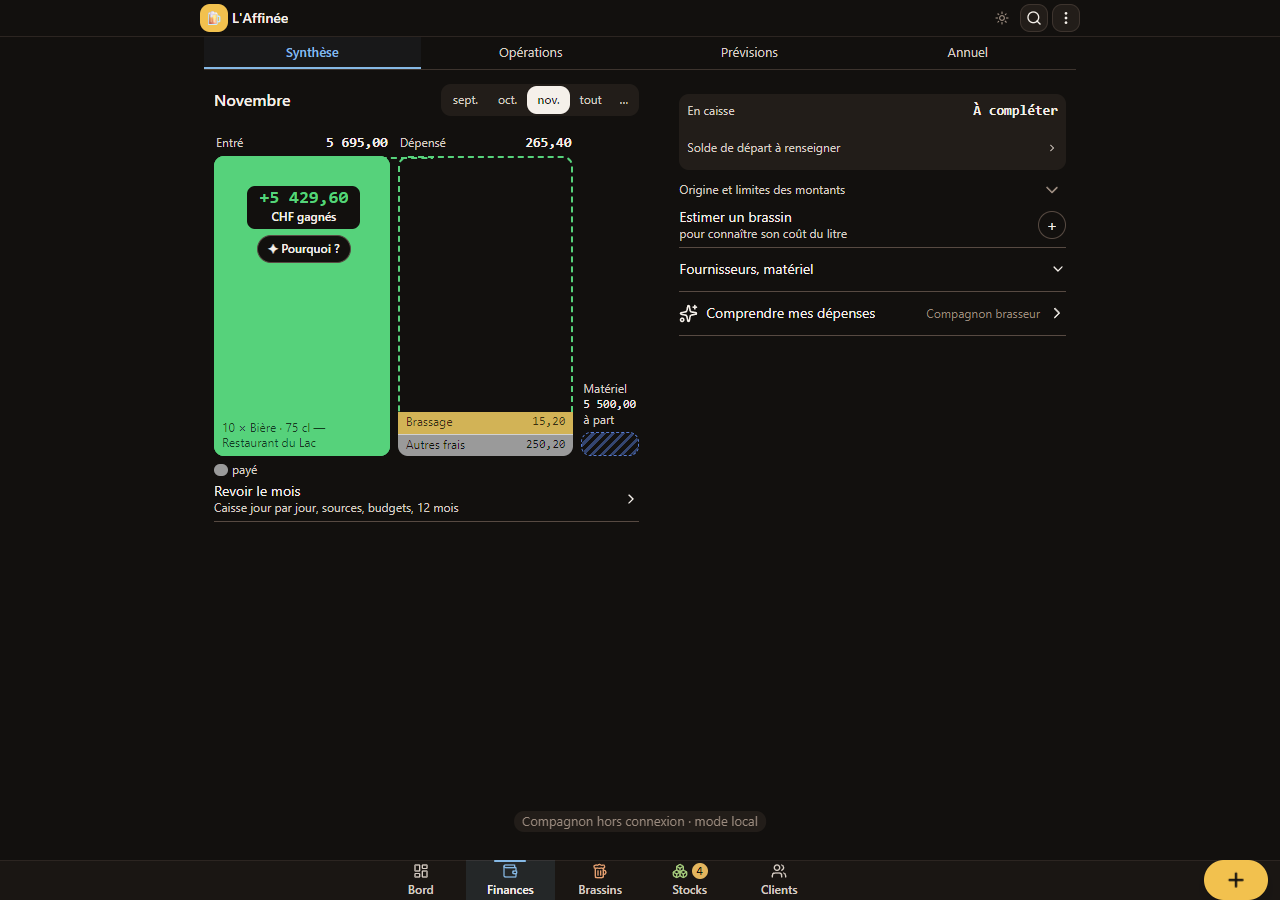 L'Affinée
Synthèse
Opérations
Prévisions
Annuel
Novembre
sept.
oct.
nov.
tout
...
Entré
5 695,00
Dépensé
265,40
+5 429,60
CHF gagnés
✦ Pourquoi ?
10 × Bière · 75 cl —
Restaurant du Lac
Brassage
15,20
Autres frais
250,20
Matériel
5 500,00
à part
payé
Revoir le mois
Caisse jour par jour, sources, budgets, 12 mois
En caisse
À compléter
Solde de départ à renseigner
Origine et limites des montants
Estimer un brassin
pour connaître son coût du litre
Fournisseurs, matériel
Comprendre mes dépenses
Compagnon brasseur
Compagnon hors connexion · mode local
Bord
Finances
Brassins
4
Stocks
Clients